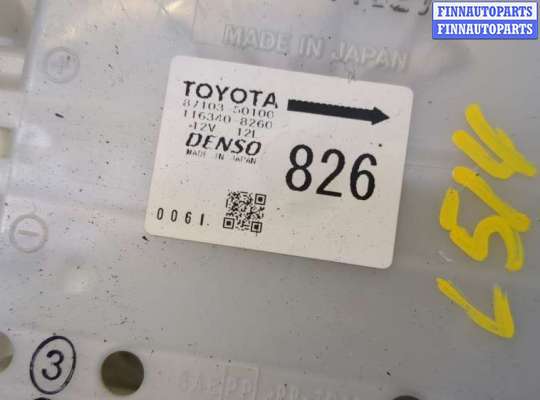 FINNAUTOPARTS
FINNAUTOPARTS
MADE IN JAPAN
TOYOTA
87103-50100
116340-8260
12V 12L
DENSO
MADE IN JAPAN
826
0061
L514
3